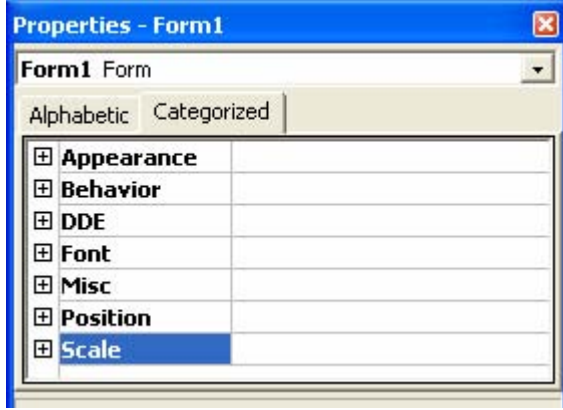 Properties - Form1
Form1 Form
Alphabetic Categorized
Appearance
Behavior
DDE
Font
Misc
Position
Scale